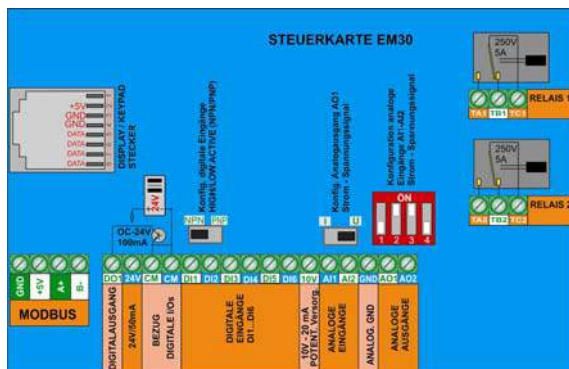 STEUERKARTE EM30
250V
5A
RELAIS 1
TA1 TB1 TC1
250V
5A
RELAIS 2
TA2 TB2 TC2
+5V
GND
GND
DATA
DATA
DATA
DATA
DISPLAY / KEYPAD
STECKER
24V
OC-24V
100mA
Konfig. digitale Eingänge
HIGH/LOW ACTIVE (NPN/PNP)
NPN PNP
Konfig. Analogausgang AO1
Strom - Spannungssignal
I U
Konfiguration analoge
Eingänge AI1-AI2
Strom - Spannungssignal
ON
1 2 3 4
GND +5V A+ B-
MODBUS
DO1 24V CM CM DI1 DI2 DI3 DI4 DI5 DI6 10V AI1 AI2 GND AO1 AO2
DIGITALAUSGANG
24V/50mA
BEZUG
DIGITALE I/Os
DIGITALE
EINGÄNGE
DI1...DI6
10V - 20 mA
POTENT. Versorg.
ANALOGE
EINGÄNGE
ANALOG. GND
ANALOGE
AUSGÄNGE